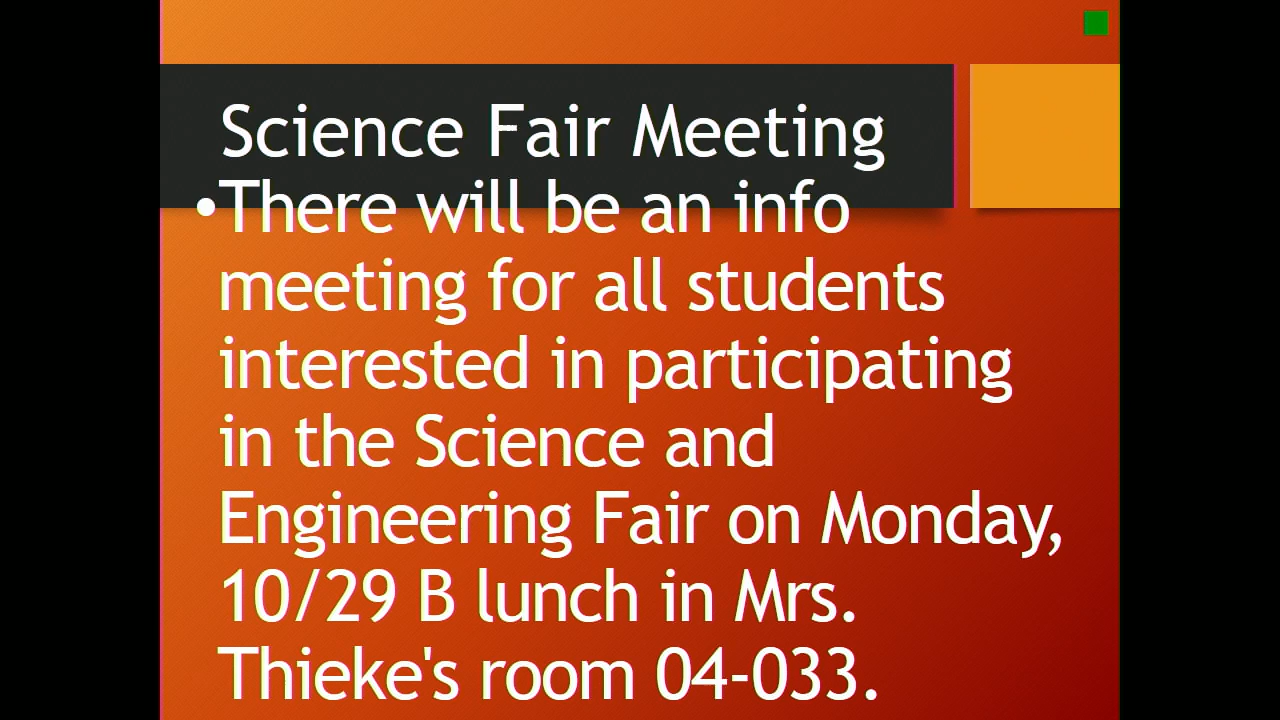 Science Fair Meeting
•There will be an info
meeting for all students
interested in participating
in the Science and
Engineering Fair on Monday,
10/29 B lunch in Mrs.
Thieke's room 04-033.